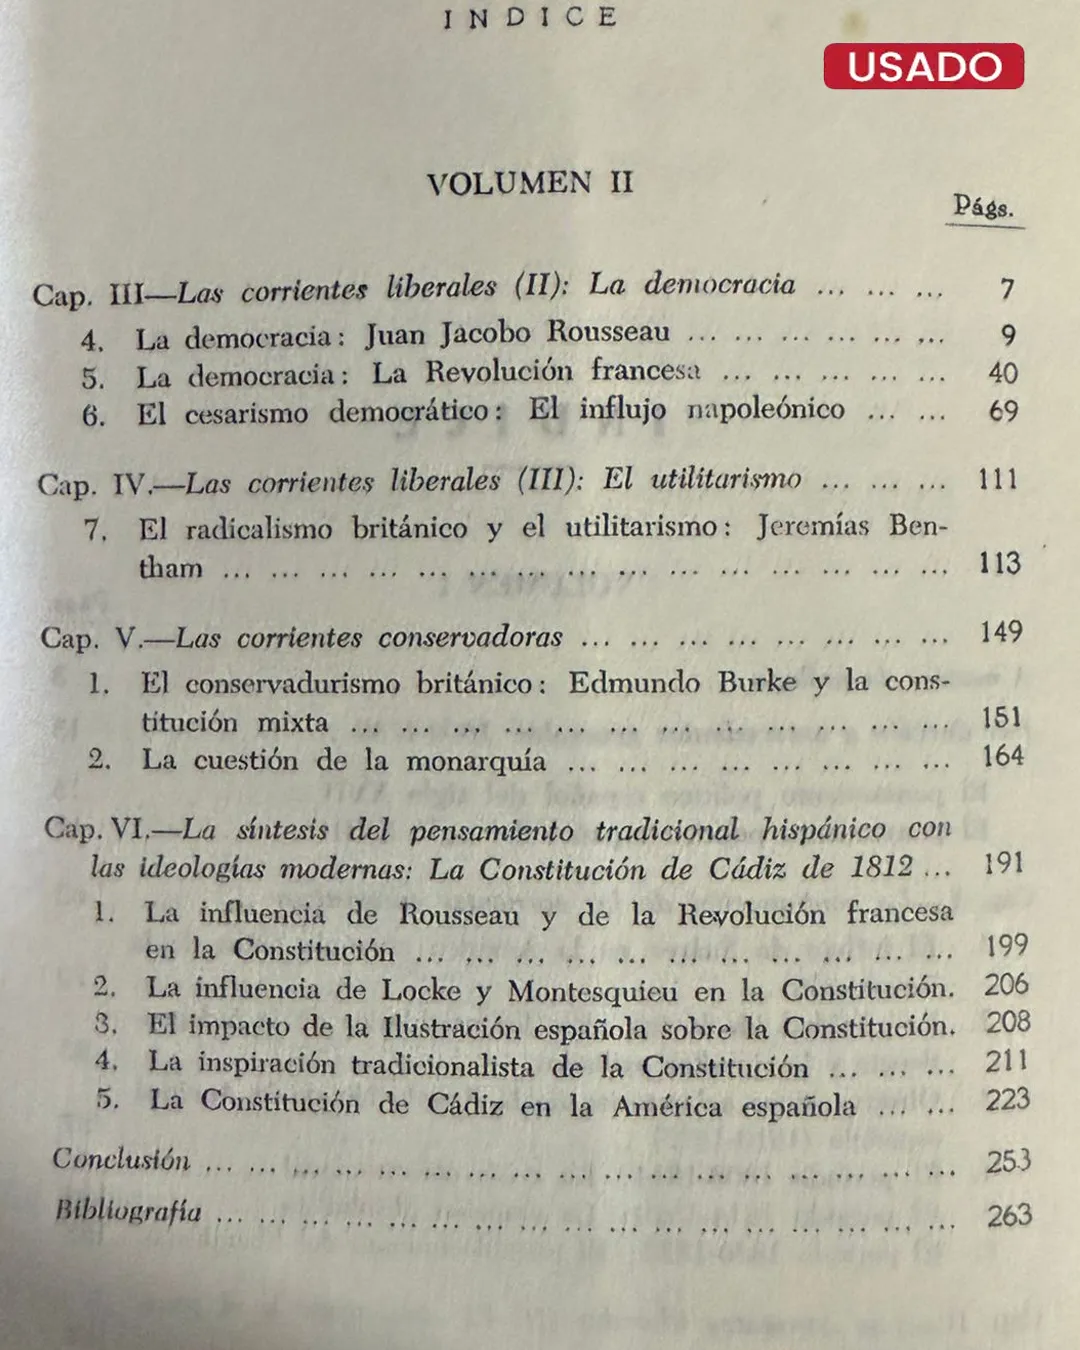 INDICE
USADO
VOLUMEN II
Págs.
Cap. III—Las corrientes liberales (II): La democracia ... ... ... 7
4. La democracia: Juan Jacobo Rousseau ... ... ... ... ... ... 9
5. La democracia: La Revolución francesa ... ... ... ... ... 40
6. El cesarismo democrático: El influjo napoleónico ... ... 69
Cap. IV.—Las corrientes liberales (III): El utilitarismo ... ... ... 111
7. El radicalismo británico y el utilitarismo: Jeremías Ben-
tham ... ... ... ... ... ... ... ... ... ... ... ... ... ... ... 113
Cap. V.—Las corrientes conservadoras ... ... ... ... ... ... ... ... 149
1. El conservadurismo británico: Edmundo Burke y la cons-
titución mixta ... ... ... ... ... ... ... ... ... ... ... ... 151
2. La cuestión de la monarquía ... ... ... ... ... ... ... ... 164
Cap. VI.—La síntesis del pensamiento tradicional hispánico con
las ideologías modernas: La Constitución de Cádiz de 1812 ... 191
1. La influencia de Rousseau y de la Revolución francesa
en la Constitución ... ... ... ... ... ... ... ... ... ... ... 199
2. La influencia de Locke y Montesquieu en la Constitución. 206
3. El impacto de la Ilustración española sobre la Constitución. 208
4. La inspiración tradicionalista de la Constitución ... ... ... 211
5. La Constitución de Cádiz en la América española ... ... 223
Conclusión ... ... ... ... ... ... ... ... ... ... ... ... ... ... ... ... ... 253
Bibliografía ... ... ... ... ... ... ... ... ... ... ... ... ... ... ... ... ... 263